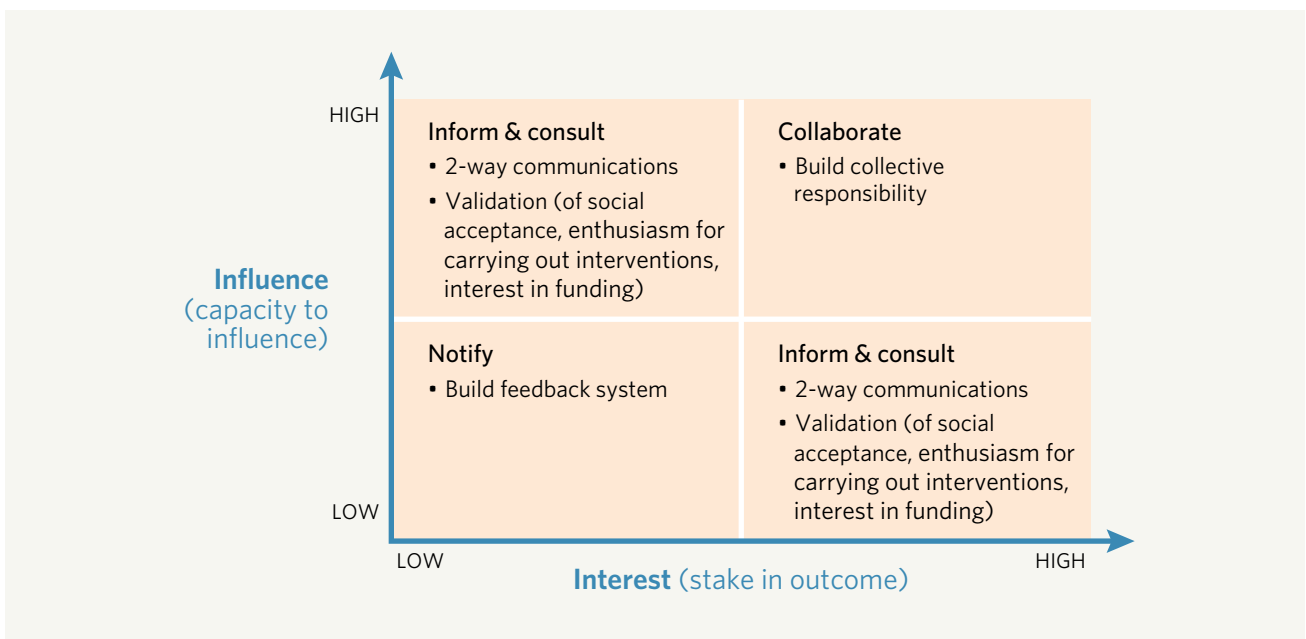 HIGH
Inform & consult
• 2-way communications
• Validation (of social
acceptance, enthusiasm for
carrying out interventions,
interest in funding)
Collaborate
• Build collective
responsibility
Influence
(capacity to
influence)
Notify
• Build feedback system
Inform & consult
• 2-way communications
• Validation (of social
acceptance, enthusiasm for
carrying out interventions,
interest in funding)
LOW
LOW
HIGH
Interest (stake in outcome)